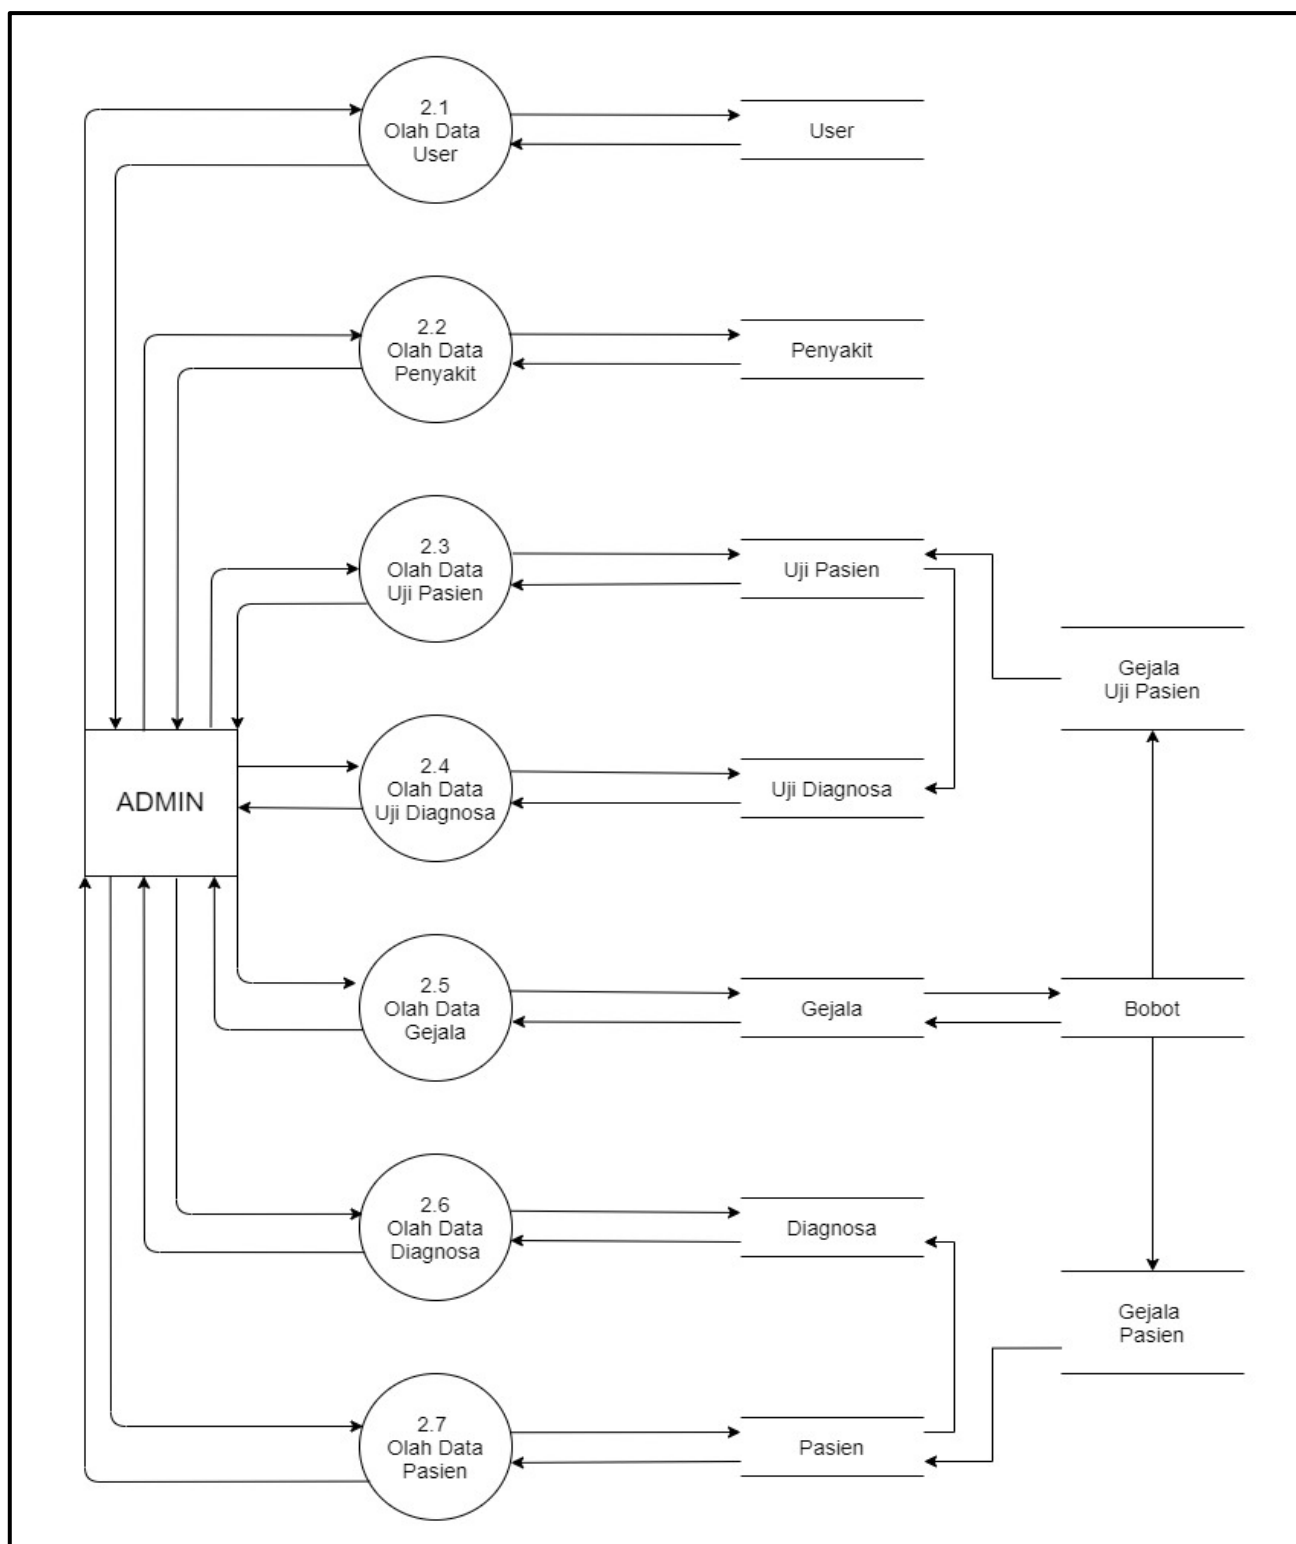 2.1
Olah Data
User
User
2.2
Olah Data
Penyakit
Penyakit
2.3
Olah Data
Uji Pasien
Uji Pasien
Gejala
Uji Pasien
ADMIN
2.4
Olah Data
Uji Diagnosa
Uji Diagnosa
2.5
Olah Data
Gejala
Gejala
Bobot
2.6
Olah Data
Diagnosa
Diagnosa
Gejala
Pasien
2.7
Olah Data
Pasien
Pasien